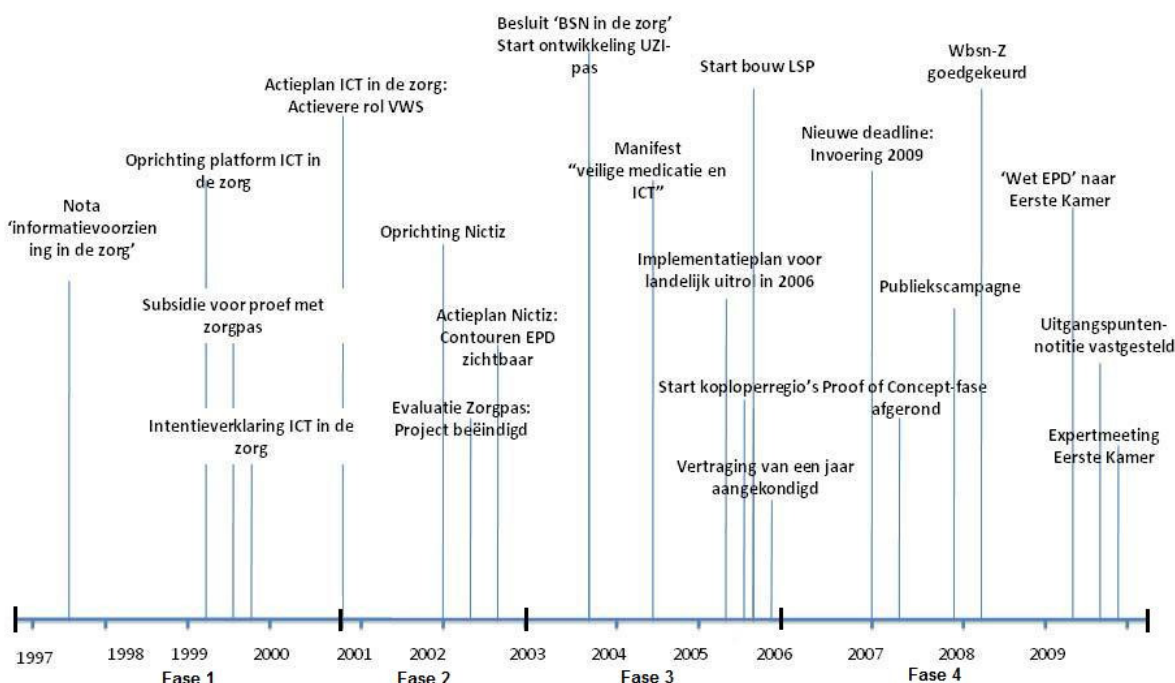 Nota
‘informatievoorzien
ing in de zorg’
Oprichting platform ICT in
de zorg
Subsidie voor proef met
zorgpas
Intentieverklaring ICT in de
zorg
Actieplan ICT in de zorg:
Actievere rol VWS
Oprichting Nictiz
Evaluatie Zorgpas:
Project beëindigd
Actieplan Nictiz:
Contouren EPD
zichtbaar
Besluit ‘BSN in de zorg’
Start ontwikkeling UZI-
pas
Manifest
“veilige medicatie en
ICT”
Implementatieplan voor
landelijk uitrol in 2006
Start koploperregio’s
Start bouw LSP
Vertraging van een jaar
aangekondigd
Nieuwe deadline:
Invoering 2009
Proof of Concept-fase
afgerond
Publiekscampagne
Wbsn-Z
goedgekeurd
‘Wet EPD’ naar
Eerste Kamer
Uitgangspunten-
notitie vastgesteld
Expertmeeting
Eerste Kamer
1997 1998 1999 2000 2001 2002 2003 2004 2005 2006 2007 2008 2009
Fase 1 Fase 2 Fase 3 Fase 4